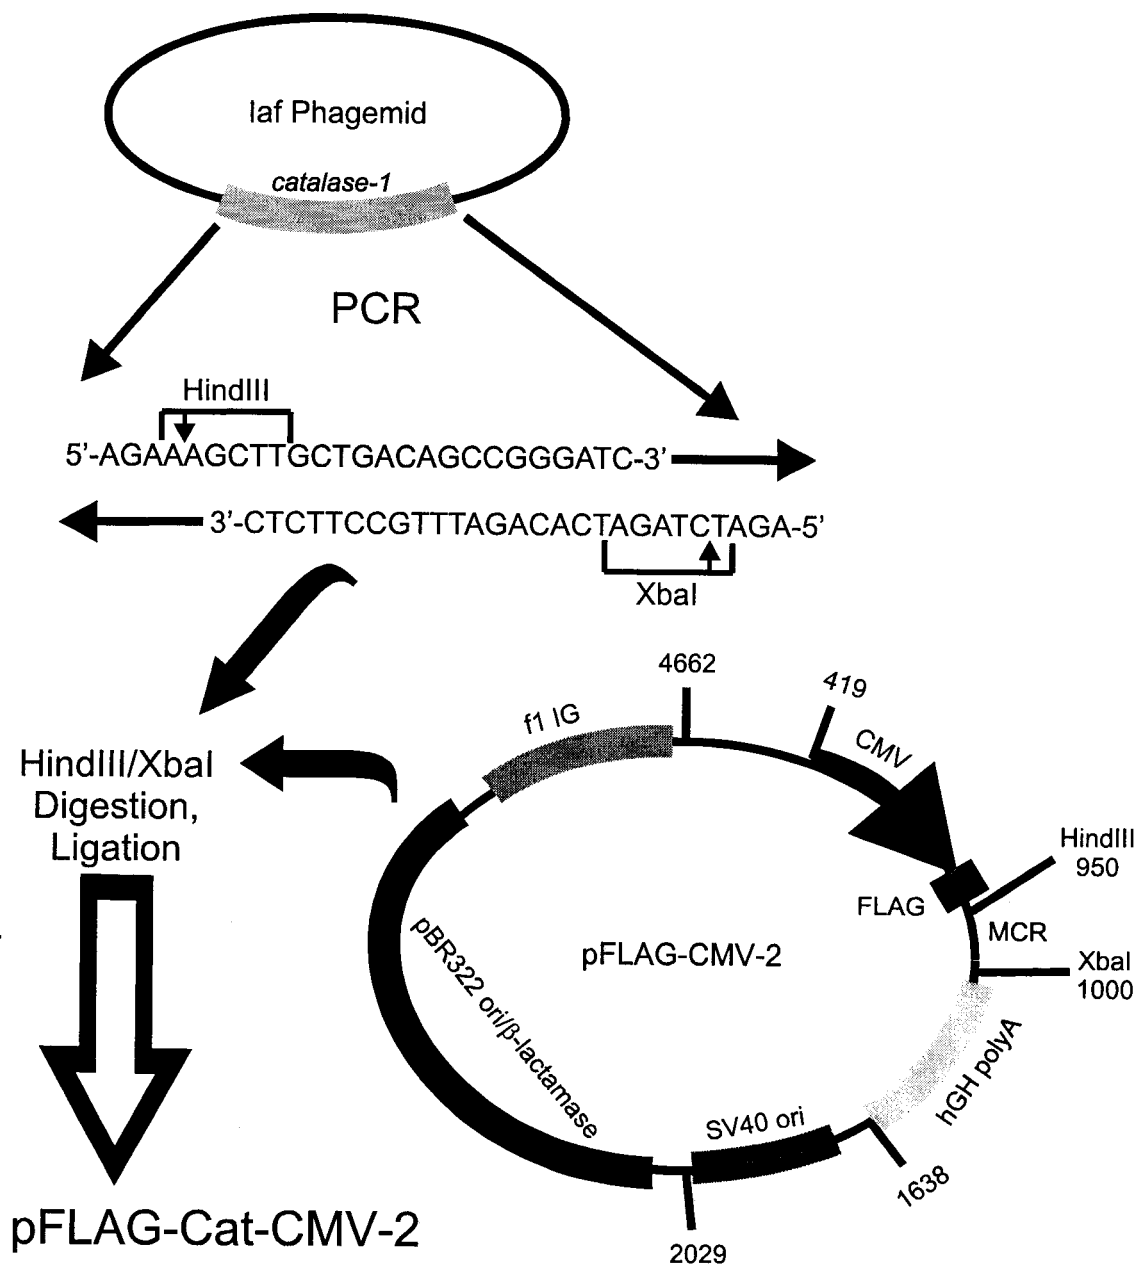 Iaf Phagemid
catalase-1
PCR
HindIII
5’-AGAAAGCTTGCTGACAGCCGGGATC-3’
3’-CTCTTCCGTTTAGACACTAGATCTAGA-5’
XbaI
4662
419
f1 IG
CMV
HindIII/XbaI
Digestion,
Ligation
HindIII
950
FLAG
MCR
pFLAG-CMV-2
XbaI
1000
pBR322 ori/β-lactamase
hGH polyA
SV40 ori
1638
2029
pFLAG-Cat-CMV-2